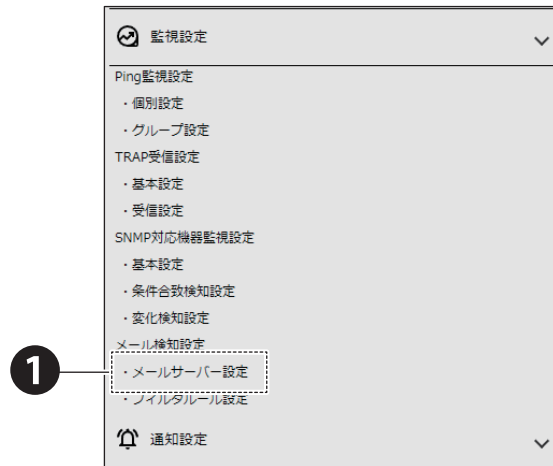 監視設定
Ping監視設定
・個別設定
・グループ設定
TRAP受信設定
・基本設定
・受信設定
SNMP対応機器監視設定
・基本設定
・条件合致検知設定
・変化検知設定
メール検知設定
1
・メールサーバー設定
・フィルタルール設定
通知設定